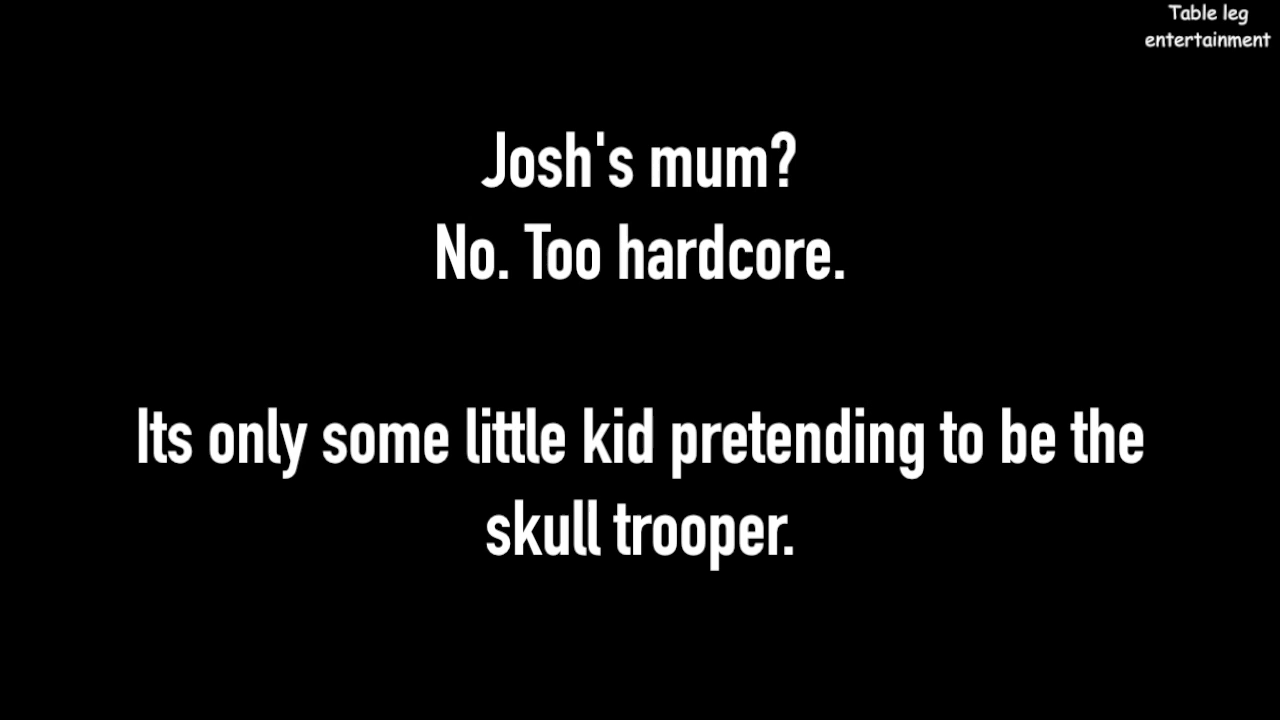 Table leg
entertainment
Josh's mum?
No. Too hardcore.
Its only some little kid pretending to be the
skull trooper.